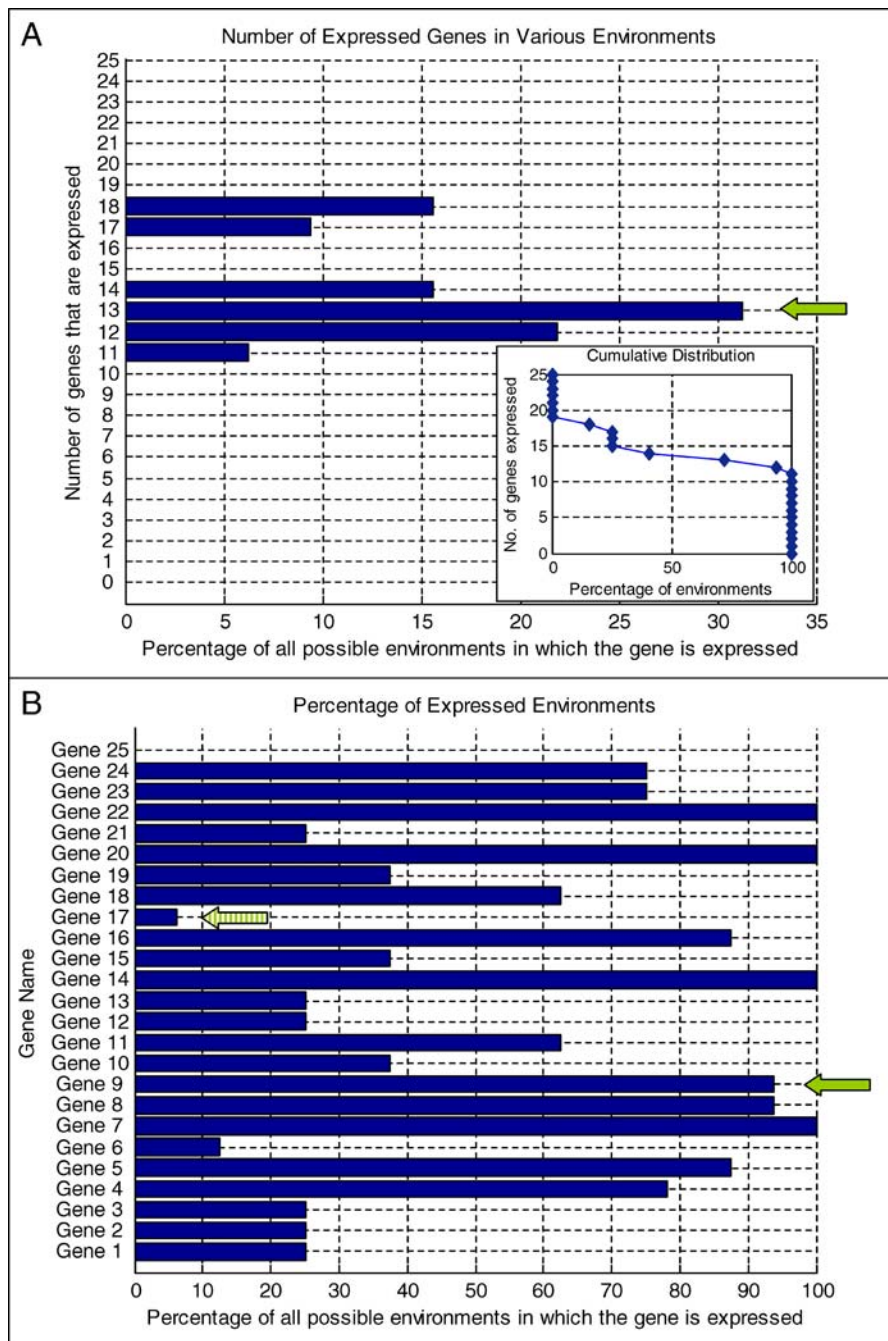 A
Number of Expressed Genes in Various Environments
Number of genes that are expressed
25
24
23
22
21
20
19
18
17
16
15
14
13
12
11
10
9
8
7
6
5
4
3
2
1
0
0 5 10 15 20 25 30 35
Percentage of all possible environments in which the gene is expressed
Cumulative Distribution
No. of genes expressed
25
20
15
10
5
0
0 50 100
Percentage of environments
B
Percentage of Expressed Environments
Gene Name
Gene 25
Gene 24
Gene 23
Gene 22
Gene 21
Gene 20
Gene 19
Gene 18
Gene 17
Gene 16
Gene 15
Gene 14
Gene 13
Gene 12
Gene 11
Gene 10
Gene 9
Gene 8
Gene 7
Gene 6
Gene 5
Gene 4
Gene 3
Gene 2
Gene 1
0 10 20 30 40 50 60 70 80 90 100
Percentage of all possible environments in which the gene is expressed